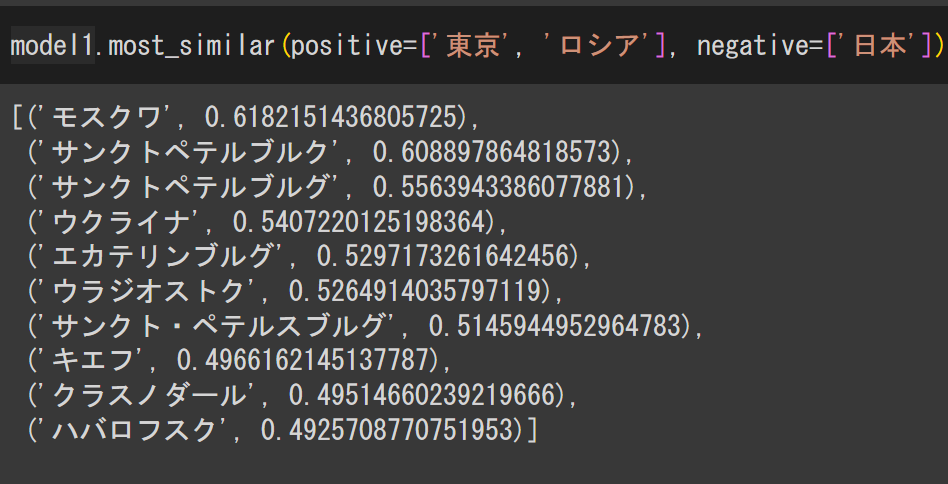 model1.most_similar(positive=['東京', 'ロシア'], negative=['日本'])
[('モスクワ', 0.6182151436805725),
('サンクトペテルブルク', 0.608897864818573),
('サンクトペテルブルグ', 0.5563943386077881),
('ウクライナ', 0.5407220125198364),
('エカテリンブルグ', 0.5297173261642456),
('ウラジオストク', 0.5264914035797119),
('サンクト・ペテルスブルグ', 0.5145944952964783),
('キエフ', 0.4966162145137787),
('クラスノダール', 0.49514660239219666),
('ハバロフスク', 0.4925708770751953)]